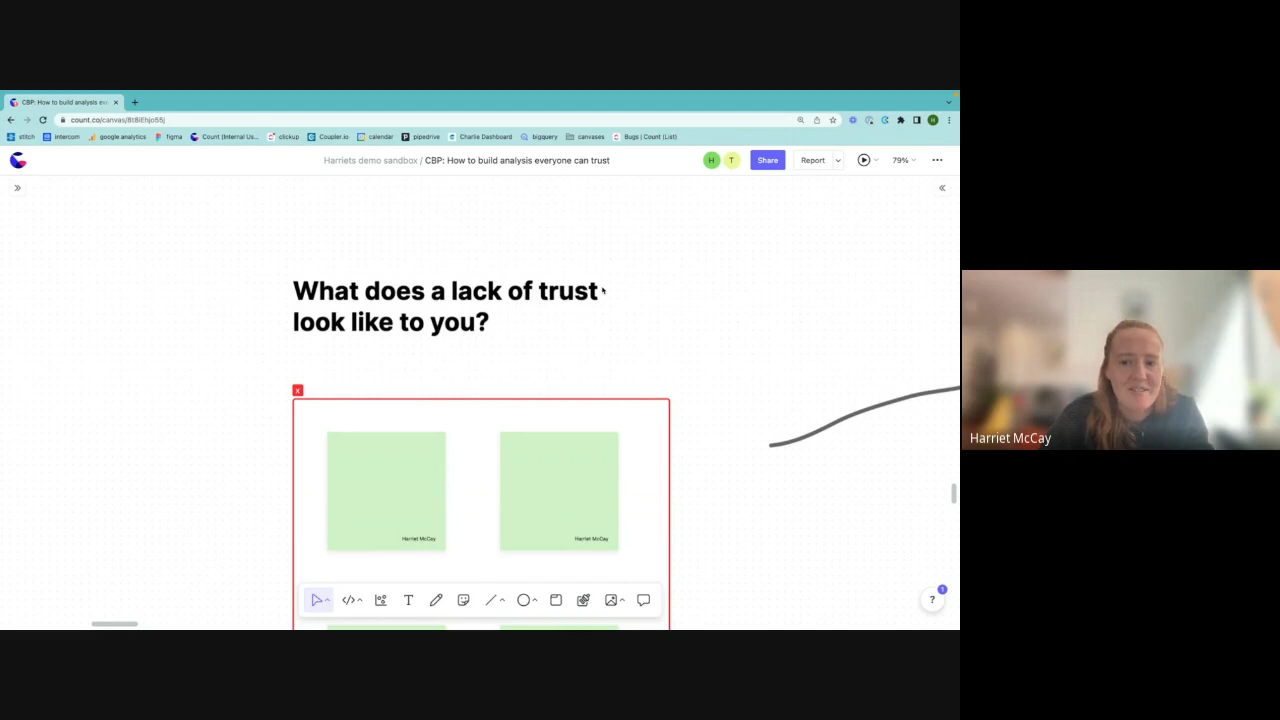 CBP: How to build analysis eve
count.co/canvas/8t8iEhjo55j
stitch
Intercom
google analytics
figma
Count (Internal Us...
clickup
Coupler.io
calendar
pipedrive
Charlie Dashboard
bigquery
canvases
Bugs | Count (List)
H
Harriets demo sandbox / CBP: How to build analysis everyone can trust
H
T
Share
Report
79%
What does a lack of trust
look like to you?
x
Harriet McCay
Harriet McCay
T
1
?
Harriet McCay